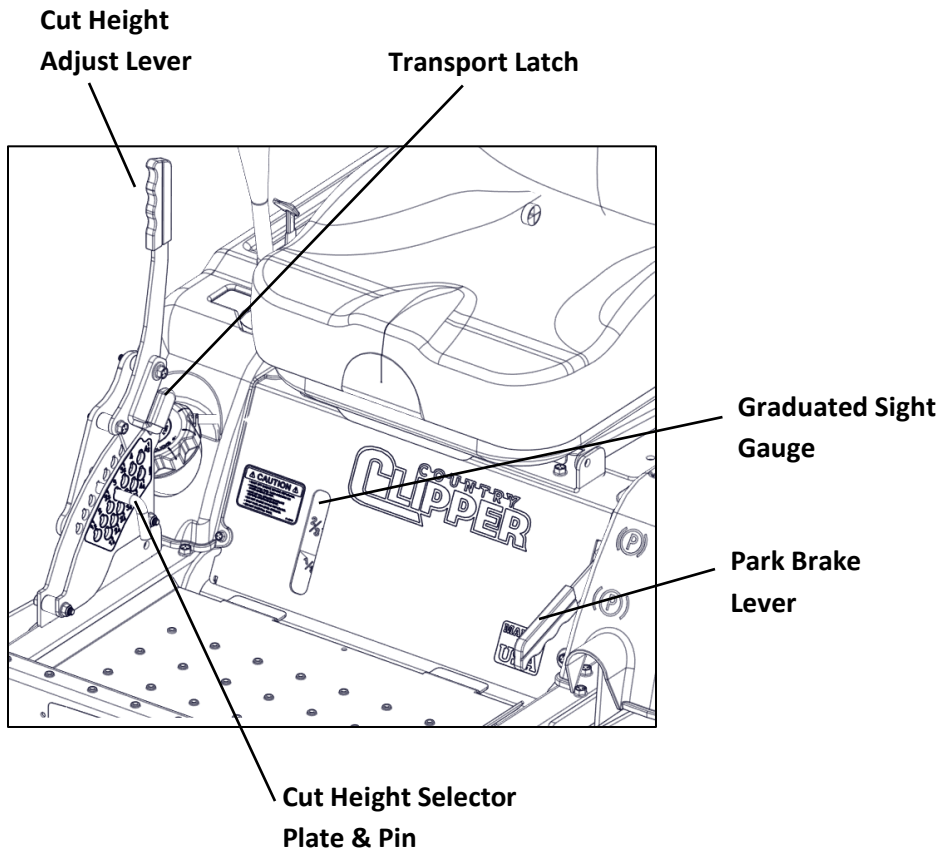 Cut Height
Adjust Lever
Transport Latch
Graduated Sight
Gauge
⚠ CAUTION ⚠
COUNTRY
CLIPPER
(P)
(P)
Park Brake
Lever
USA
Cut Height Selector
Plate & Pin